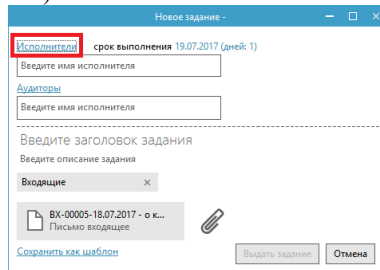 Новое задание -
Исполнители срок выполнения 19.07.2017 (дней: 1)
Введите имя исполнителя
Аудиторы
Введите имя исполнителя
Введите заголовок задания
Введите описание задания
Входящие ×
ВХ-00005-18.07.2017 - о к...
Письмо входящее
Сохранить как шаблон Выдать задание Отмена